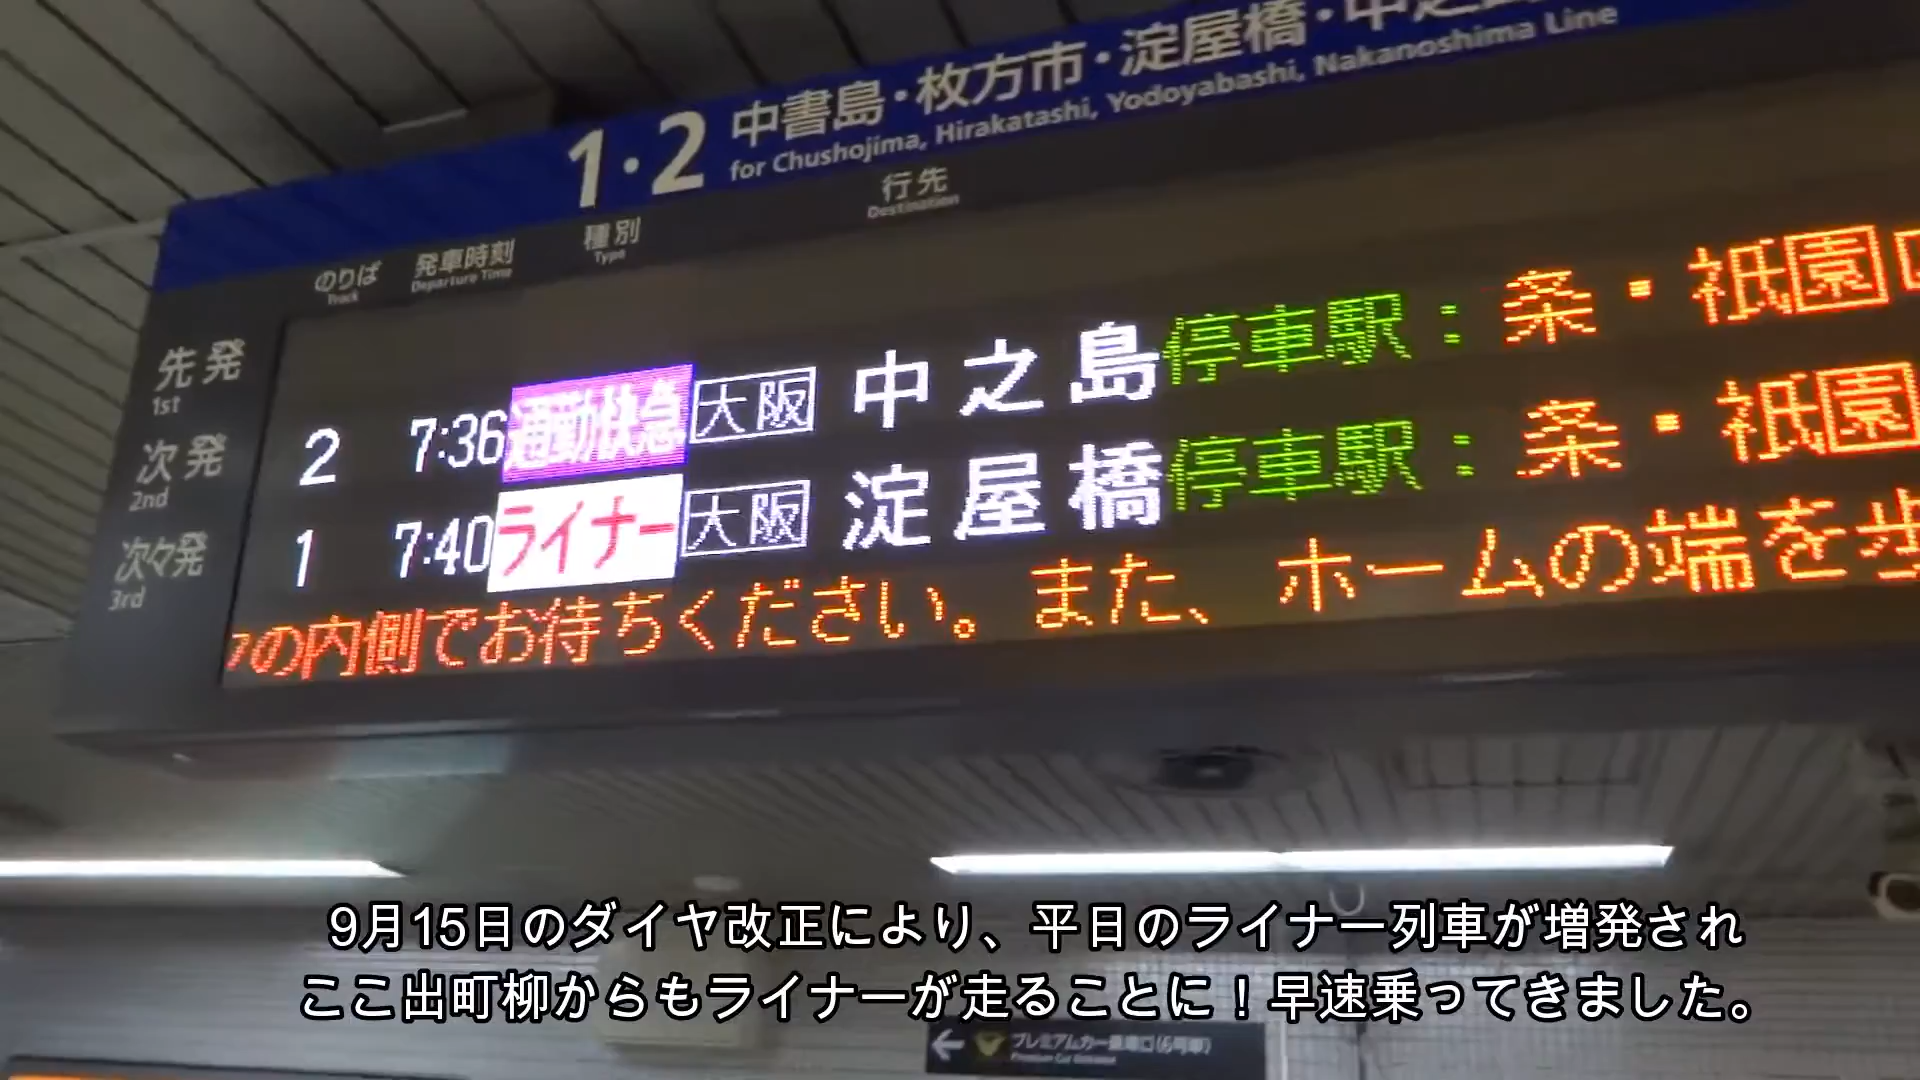 1・2 中書島・枚方市・淀屋橋・中之島
for Chushojima, Hirakatashi, Yodoyabashi, Nakanoshima Line
のりば 発車時刻 種別 行先
Track Departure Time Type Destination
先発
1st
2 7:36 通勤快急 大阪 中之島 停車駅: 条・祇園
次発
2nd
1 7:40 ライナー 大阪 淀屋橋 停車駅: 条・祇園
次々発
3rd
の内側でお待ちください。また、ホームの端を歩
9月15日のダイヤ改正により、平日のライナー列車が増発され
ここ出町柳からもライナーが走ることに！早速乗ってきました。
プレミアムカー乗車口(6号車)